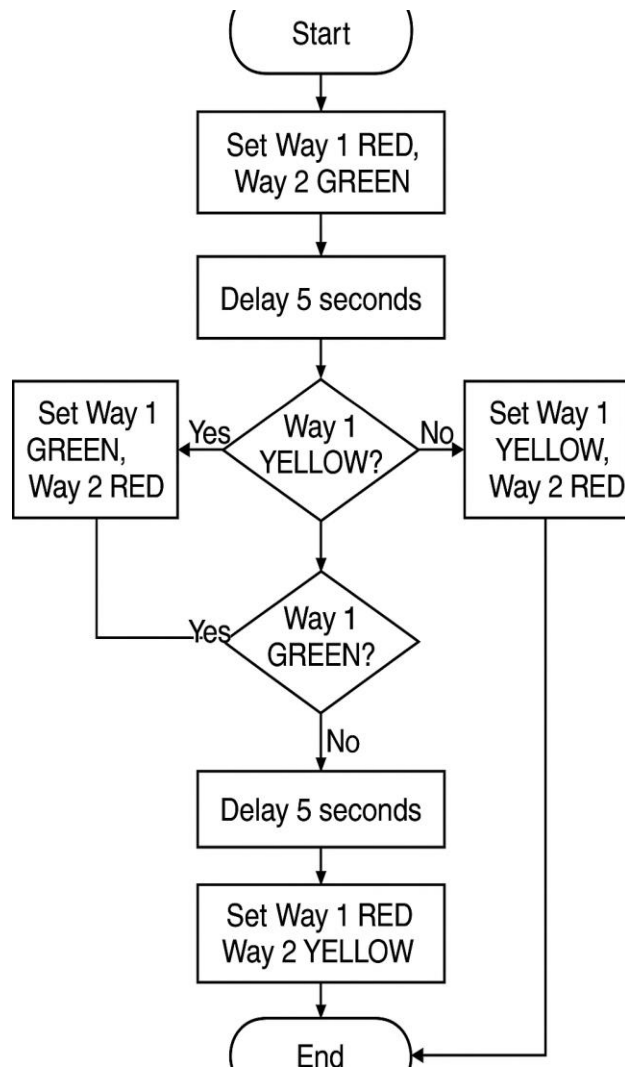 Start
Set Way 1 RED,
Way 2 GREEN
Delay 5 seconds
Way 1
YELLOW?
Yes
No
Set Way 1
GREEN,
Way 2 RED
Set Way 1
YELLOW,
Way 2 RED
Way 1
GREEN?
Yes
No
Delay 5 seconds
Set Way 1 RED
Way 2 YELLOW
End